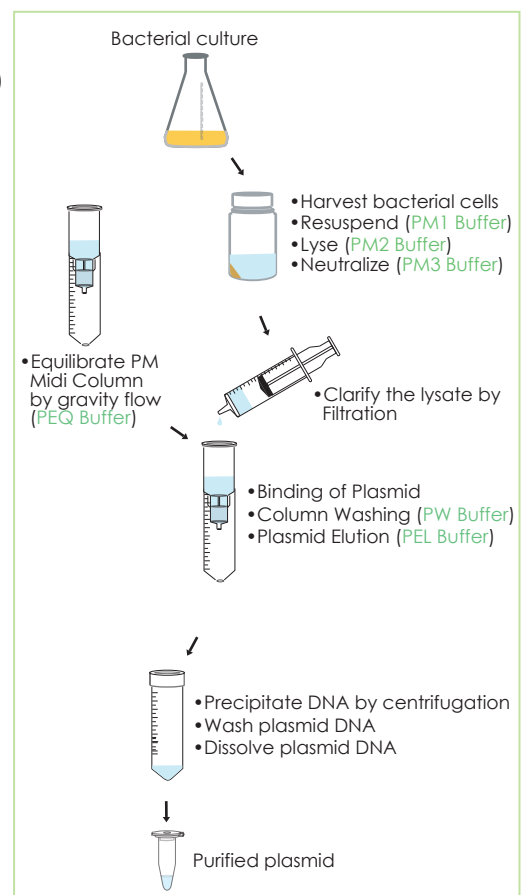 Bacterial culture
•Harvest bacterial cells
•Resuspend (PM1 Buffer)
•Lyse (PM2 Buffer)
•Neutralize (PM3 Buffer)
•Equilibrate PM
Midi Column
by gravity flow
(PEQ Buffer)
•Clarify the lysate by
Filtration
•Binding of Plasmid
•Column Washing (PW Buffer)
•Plasmid Elution (PEL Buffer)
•Precipitate DNA by centrifugation
•Wash plasmid DNA
•Dissolve plasmid DNA
Purified plasmid